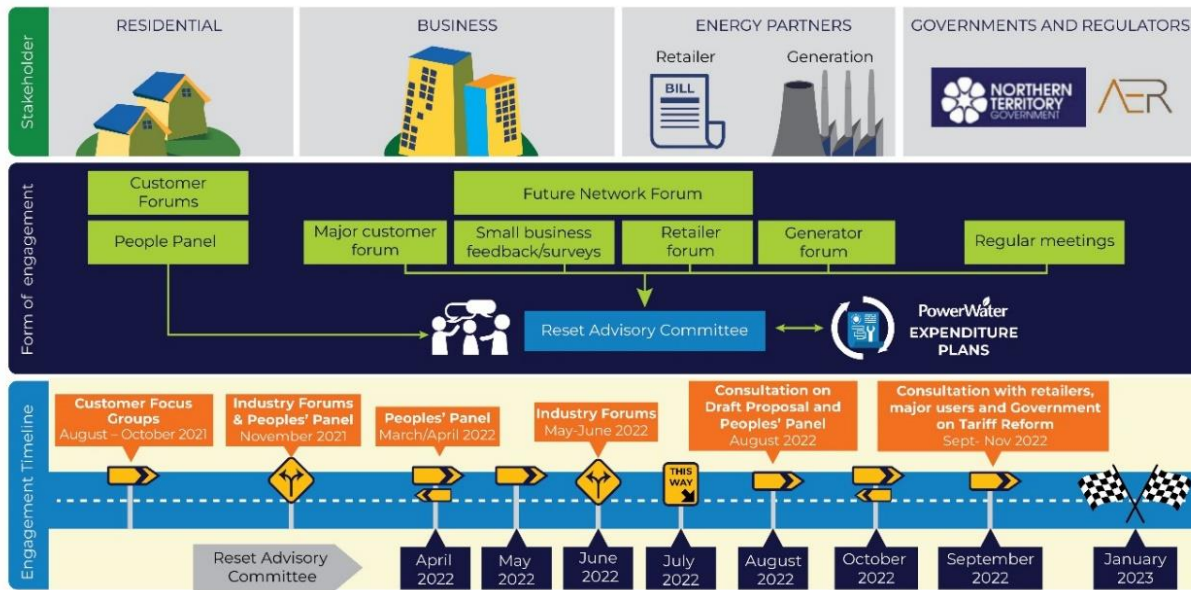 Stakeholder
RESIDENTIAL
BUSINESS
ENERGY PARTNERS
Retailer
BILL
Generation
GOVERNMENTS AND REGULATORS
NORTHERN
TERRITORY
GOVERNMENT
AER
Form of engagement
Customer
Forums
People Panel
Future Network Forum
Major customer
forum
Small business
feedback/surveys
Retailer
forum
Generator
forum
Regular meetings
Reset Advisory Committee
PowerWater
EXPENDITURE
PLANS
Engagement Timeline
Customer Focus
Groups
August – October 2021
Industry Forums
& Peoples' Panel
November 2021
Peoples' Panel
March/April 2022
Industry Forums
May-June 2022
Consultation on
Draft Proposal and
Peoples' Panel
August 2022
Consultation with retailers,
major users and Government
on Tariff Reform
Sept- Nov 2022
THIS
WAY
Reset Advisory
Committee
April
2022
May
2022
June
2022
July
2022
August
2022
October
2022
September
2022
January
2023